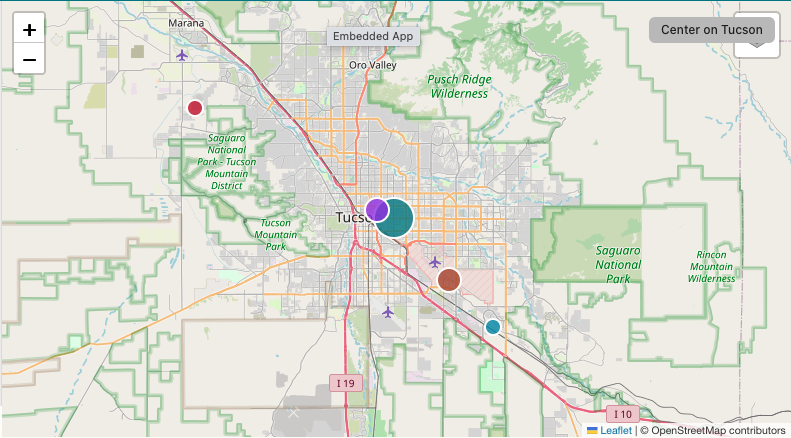 Marana
+
−
Embedded App
Center on Tucson
Oro Valley
Pusch Ridge
Wilderness
Saguaro
National
Park - Tucson
Mountain
District
Tucson
Mountain
Park
Saguaro
National
Park
Rincon
Mountain
Wilderness
I 19
I 10
Leaflet | © OpenStreetMap contributors